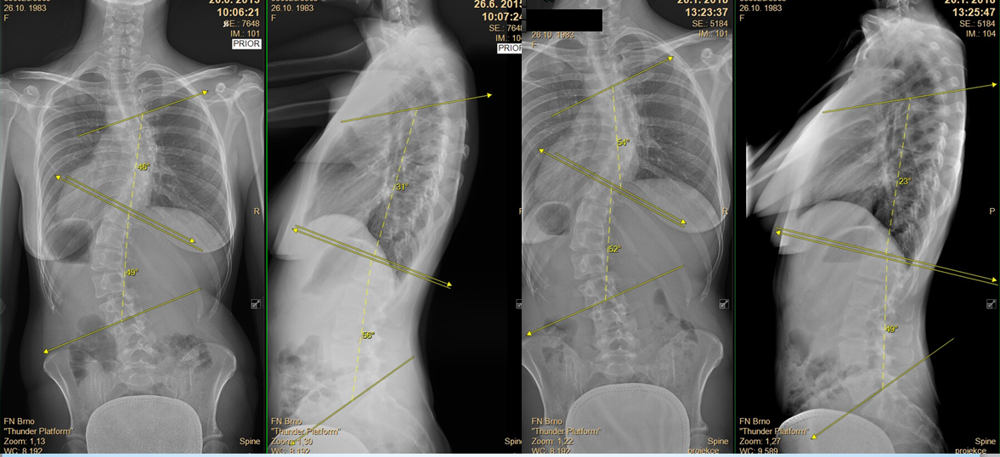 26.10. 1983
F
10:06:21
SE.: 7648
IM.: 101
PRIOR
46°
R
49°
FN Brno
"Thunder Platform"
Zoom: 1,13
WC: 8 192
Spine
26.10. 1983
F
26.6. 2015
10:07:24
SE.: 7648
IM.: 104
PRIOR
31°
56°
FN Brno
"Thunder Platform"
Zoom: 1,30
WC: 8 192
Spine
26.10. 1983
F
13:23:37
SE.: 5184
IM.: 101
54°
R
52°
FN Brno
"Thunder Platform"
Zoom: 1,22
WC: 8 192
Spine
projekce
26.10. 1983
F
13:25:47
SE.: 5184
IM.: 104
23°
P
49°
FN Brno
"Thunder Platform"
Zoom: 1,27
WC: 9 589
Spine
projekce